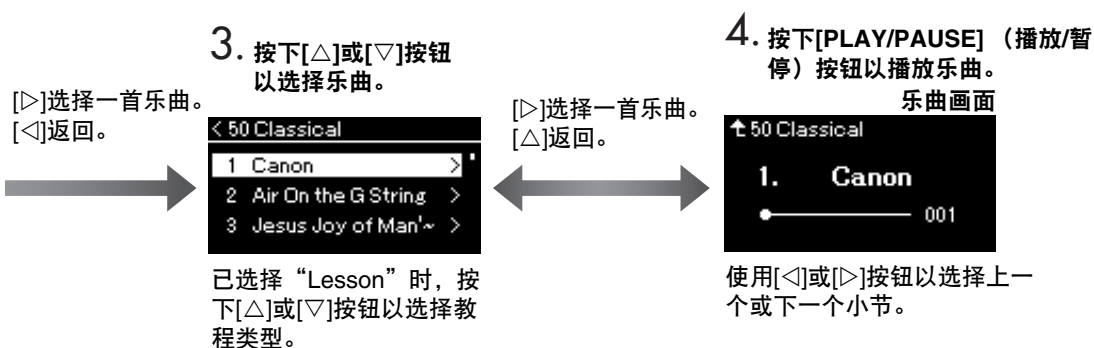 [▷]选择一首乐曲。
[◁]返回。
3. 按下[△]或[▽]按钮
以选择乐曲。
< 50 Classical
1 Canon >
2 Air On the G String >
3 Jesus Joy of Man'~ >
已选择“Lesson”时，按
下[△]或[▽]按钮以选择教
程类型。
[▷]选择一首乐曲。
[△]返回。
4. 按下[PLAY/PAUSE] （播放/暂
停）按钮以播放乐曲。
乐曲画面
50 Classical
1. Canon
001
使用[◁]或[▷]按钮以选择上一
个或下一个小节。